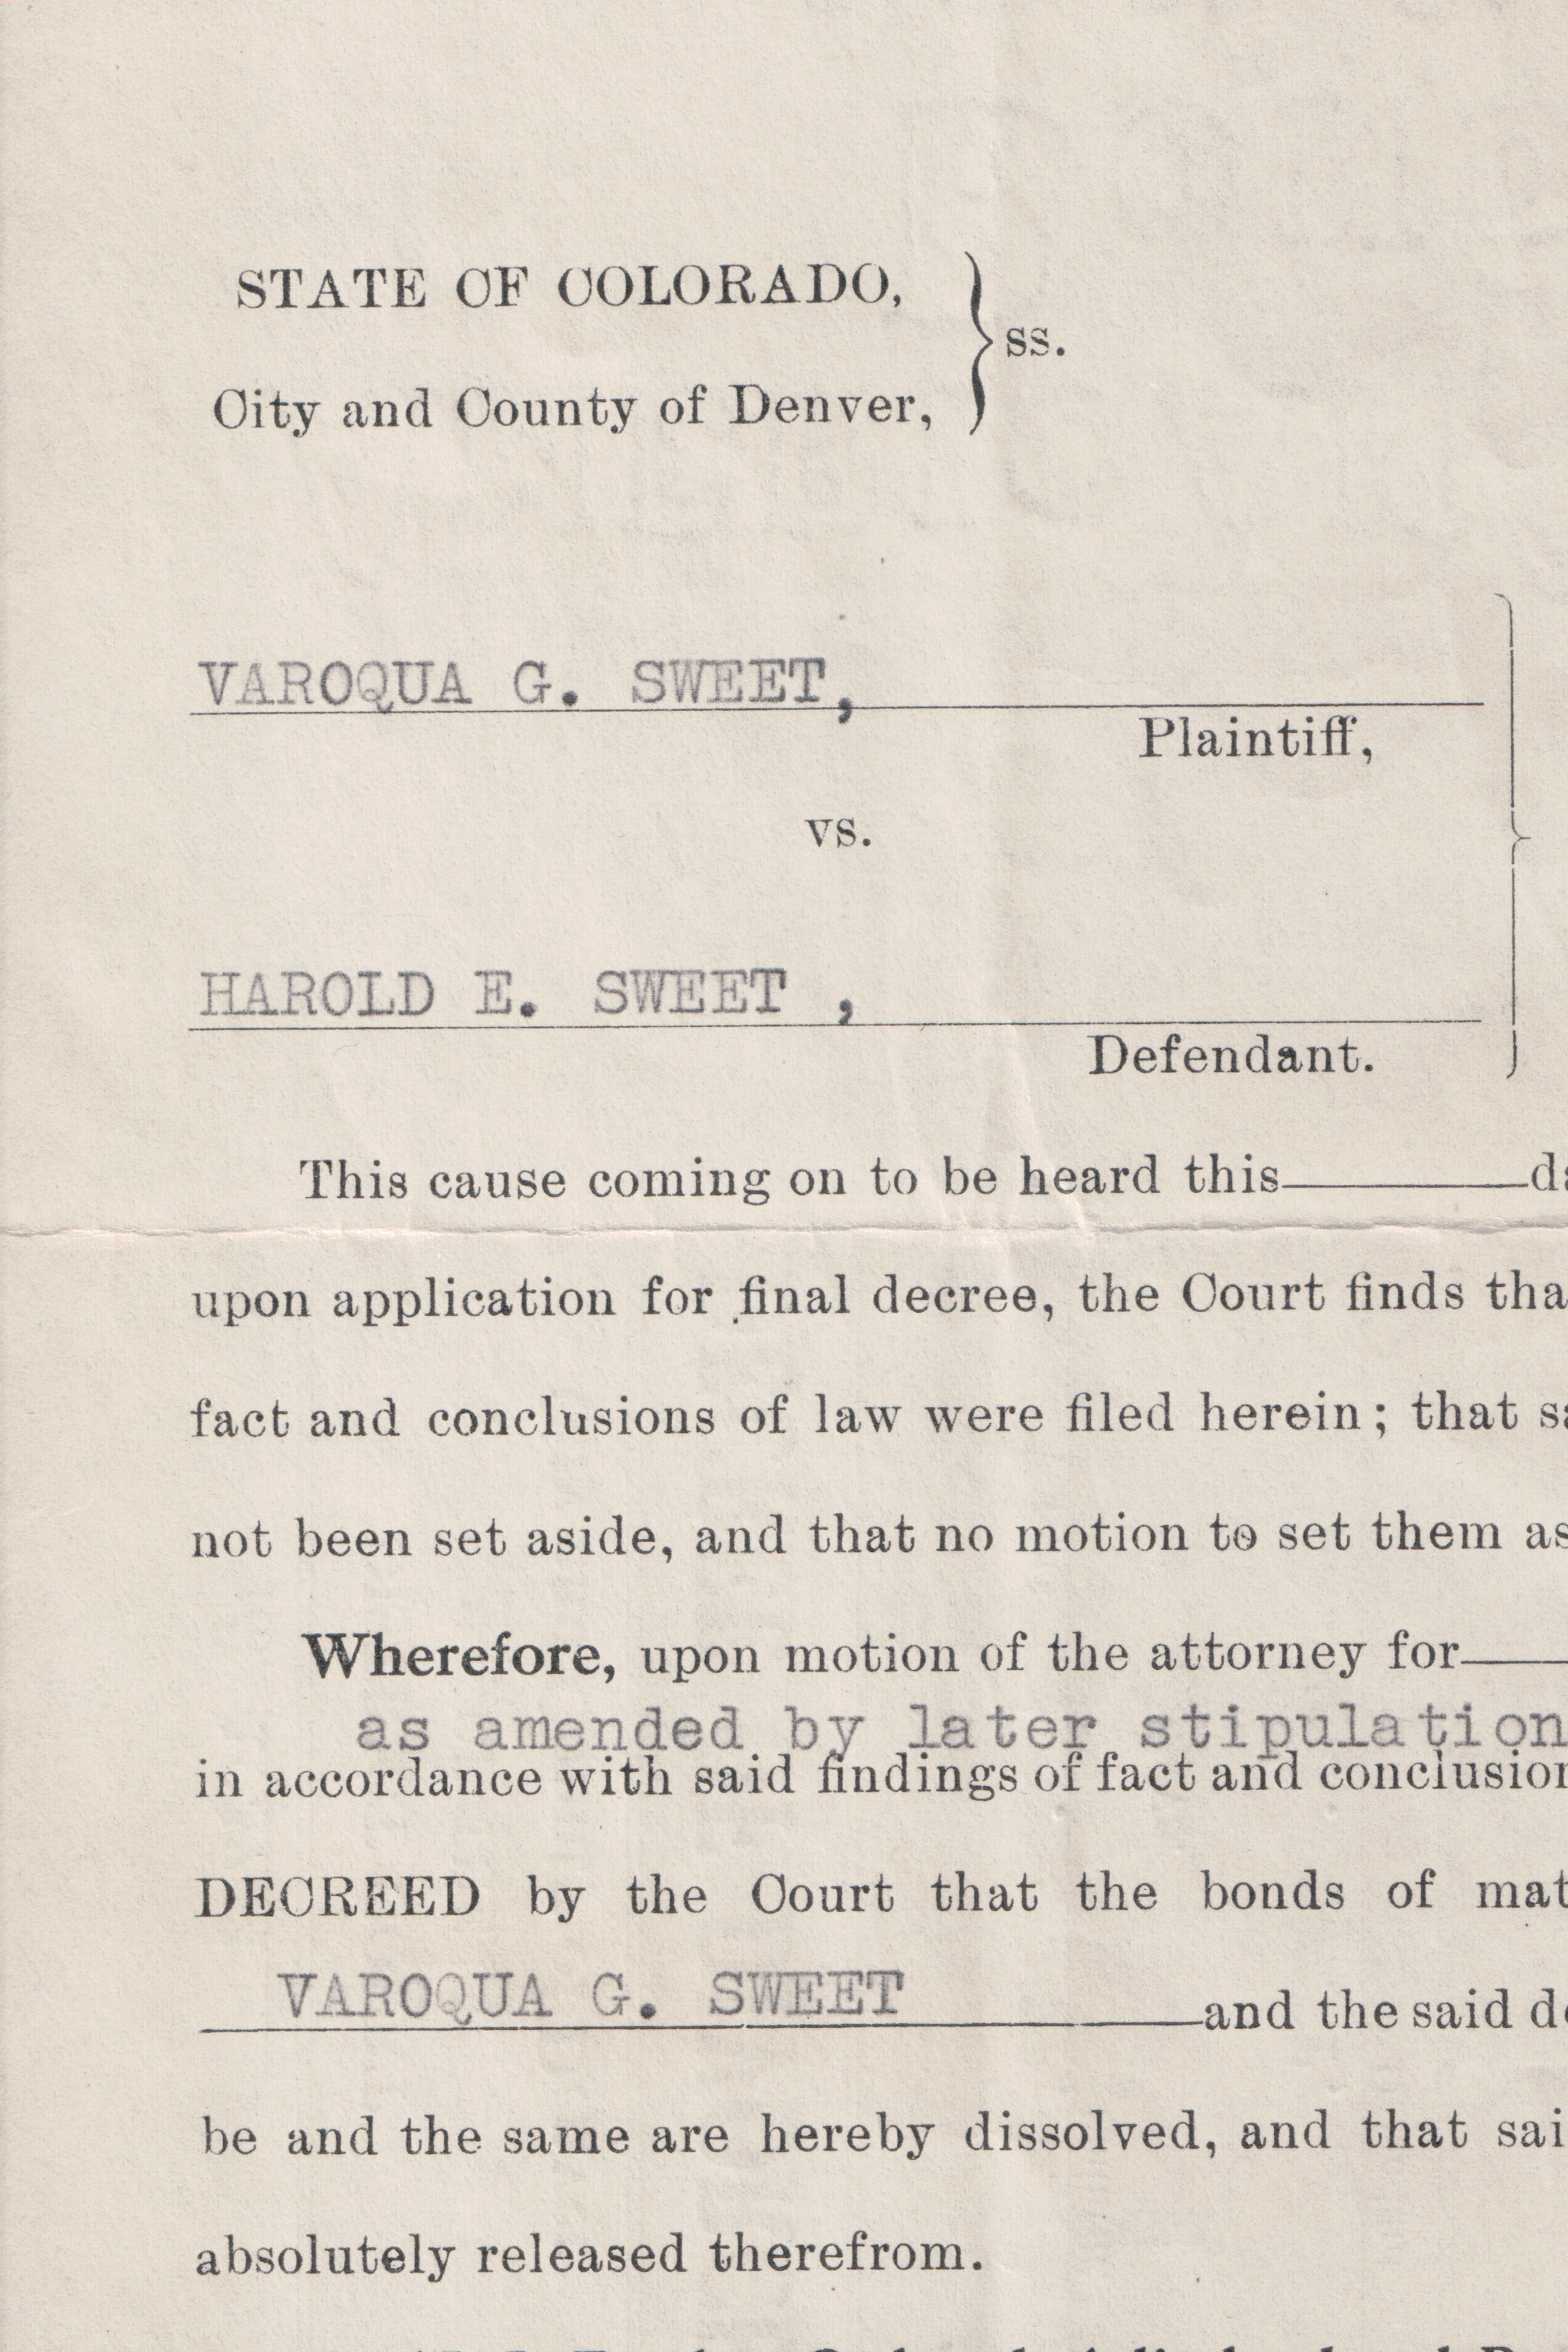 STATE OF COLORADO,
ss.
City and County of Denver,
VAROQUA G. SWEET,
Plaintiff,
vs.
HAROLD E. SWEET ,
Defendant.
This cause coming on to be heard this
upon application for final decree, the Court finds
fact and conclusions of law were filed herein; that
not been set aside, and that no motion to set them
Wherefore, upon motion of the attorney for
as amended by later stipulation
in accordance with said findings of fact and
DECREED by the Court that the bonds of
VAROQUA G. SWEET and the said
be and the same are hereby dissolved, and that
absolutely released therefrom.